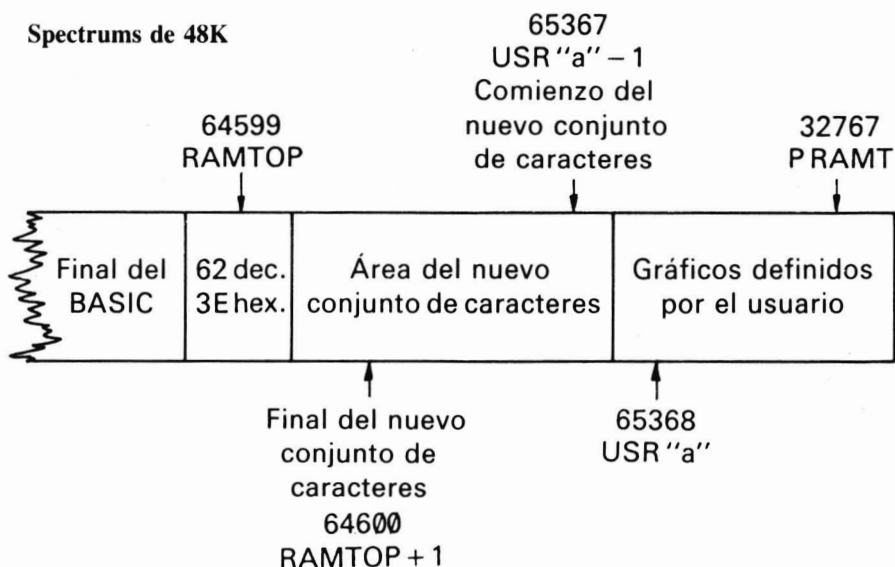 Spectrums de 48K
65367
USR "a" – 1
Comienzo del
nuevo conjunto
de caracteres
64599
RAMTOP
32767
P RAMT
Final del
BASIC
62 dec.
3E hex.
Área del nuevo
conjunto de caracteres
Gráficos definidos
por el usuario
Final del nuevo
conjunto de
caracteres
64600
RAMTOP + 1
65368
USR "a"